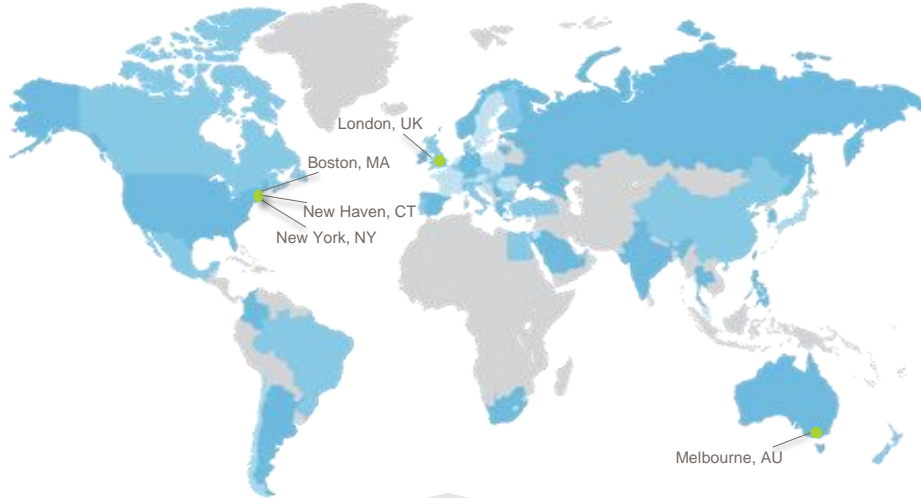 London, UK
Boston, MA
New Haven, CT
New York, NY
Melbourne, AU